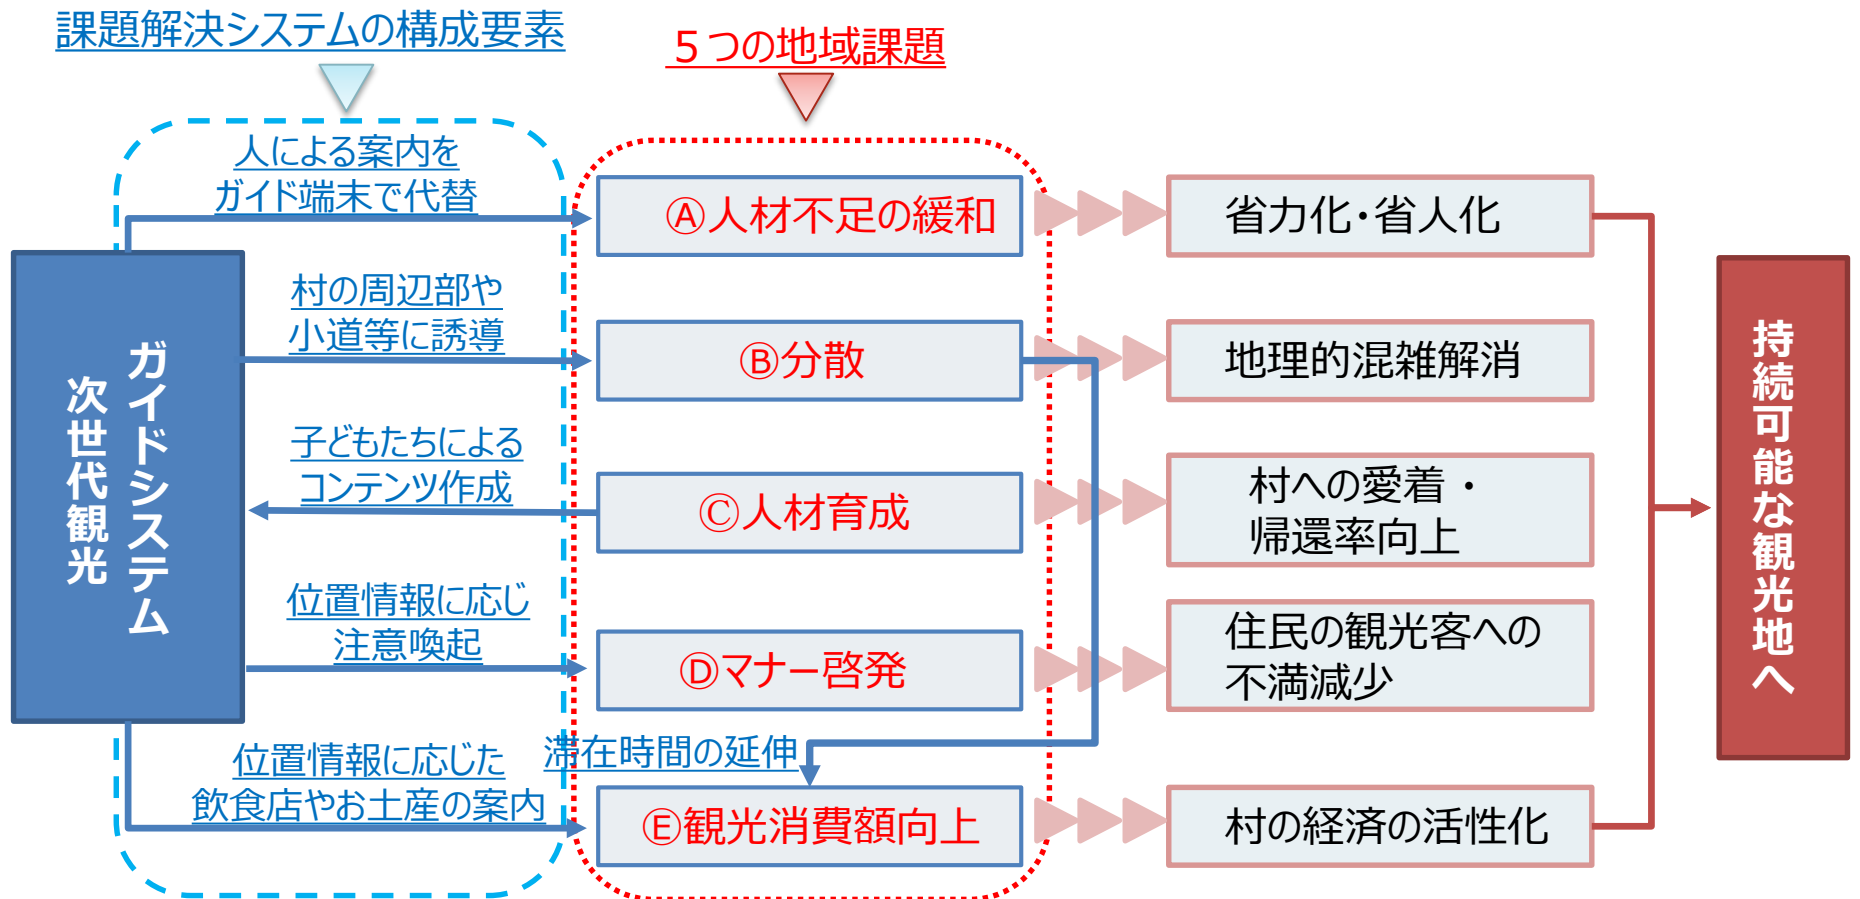 課題解決システムの構成要素
５つの地域課題
人による案内を
ガイド端末で代替
Ⓐ人材不足の緩和
省力化・省人化
村の周辺部や
小道等に誘導
Ⓑ分散
地理的混雑解消
子どもたちによる
コンテンツ作成
Ⓒ人材育成
村への愛着・
帰還率向上
位置情報に応じ
注意喚起
Ⓓマナー啓発
住民の観光客への
不満減少
滞在時間の延伸
位置情報に応じた
飲食店やお土産の案内
Ⓔ観光消費額向上
村の経済の活性化
次世代観光
ガイドシステム
持続可能な観光地へ